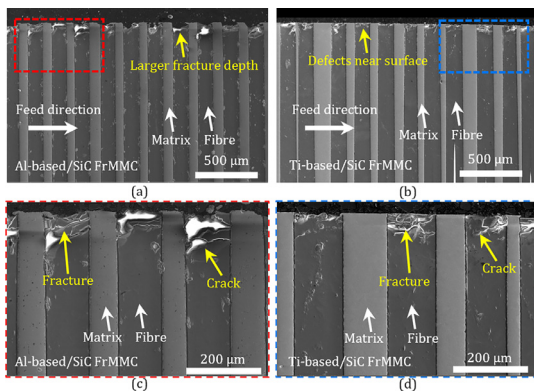 Larger fracture depth
Feed direction
Matrix
Fibre
Al-based/SiC FrMMC
500 μm
(a)
Defects near surface
Feed direction
Matrix
Fibre
Ti-based/SiC FrMMC
500 μm
(b)
Fracture
Crack
Matrix
Fibre
Al-based/SiC FrMMC
200 μm
(c)
Fracture
Crack
Matrix
Fibre
Ti-based/SiC FrMMC
200 μm
(d)